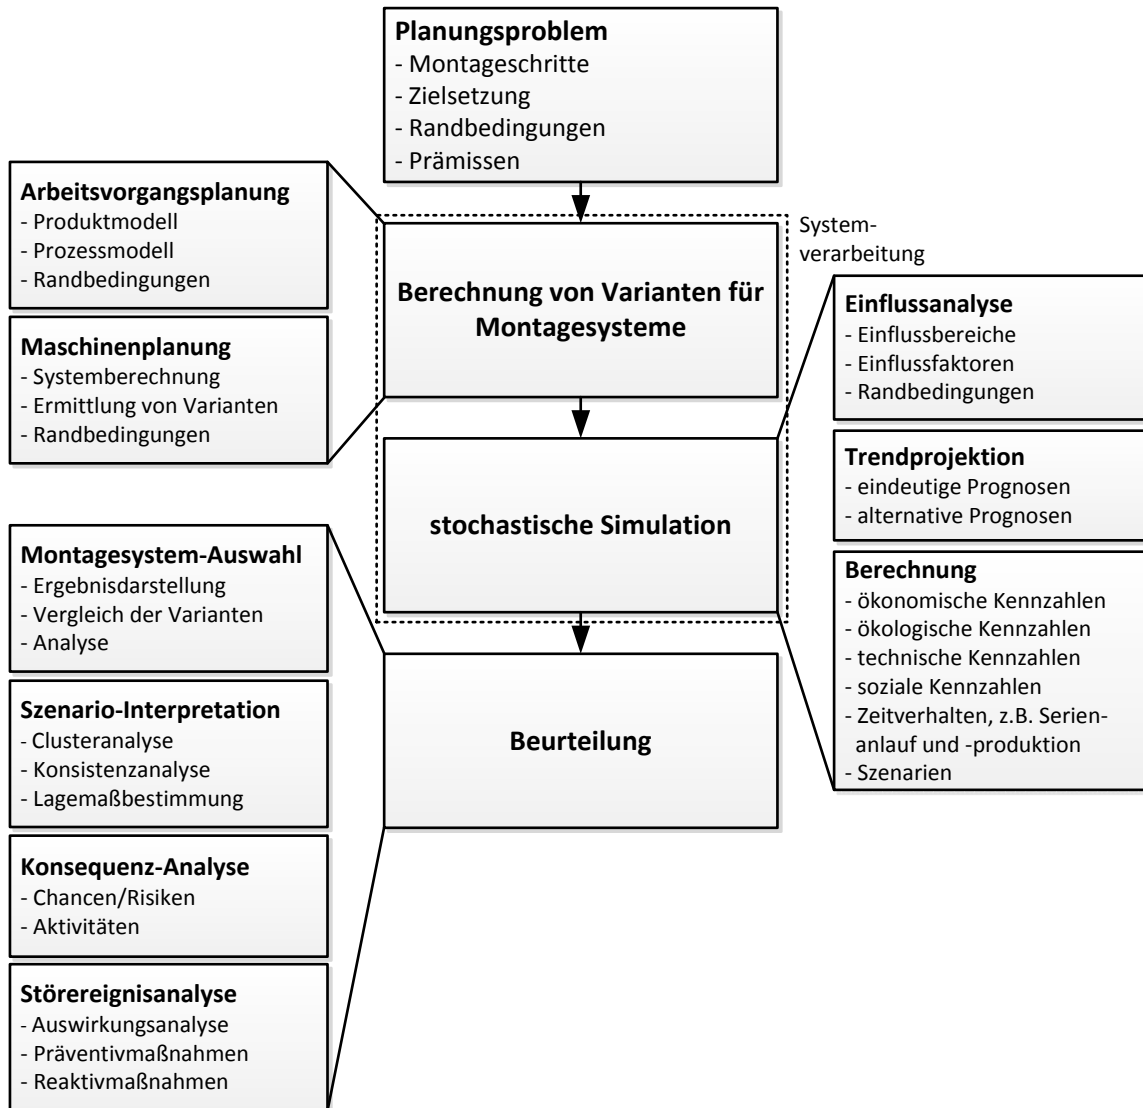 Planungsproblem
- Montageschritte
- Zielsetzung
- Randbedingungen
- Prämissen
Arbeitsvorgangsplanung
- Produktmodell
- Prozessmodell
- Randbedingungen
Maschinenplanung
- Systemberechnung
- Ermittlung von Varianten
- Randbedingungen
System-
verarbeitung
Berechnung von Varianten für
Montagesysteme
stochastische Simulation
Einflussanalyse
- Einflussbereiche
- Einflussfaktoren
- Randbedingungen
Trendprojektion
- eindeutige Prognosen
- alternative Prognosen
Berechnung
- ökonomische Kennzahlen
- ökologische Kennzahlen
- technische Kennzahlen
- soziale Kennzahlen
- Zeitverhalten, z.B. Serien-
anlauf und -produktion
- Szenarien
Montagesystem-Auswahl
- Ergebnisdarstellung
- Vergleich der Varianten
- Analyse
Szenario-Interpretation
- Clusteranalyse
- Konsistenzanalyse
- Lagemaßbestimmung
Konsequenz-Analyse
- Chancen/Risiken
- Aktivitäten
Störereignisanalyse
- Auswirkungsanalyse
- Präventivmaßnahmen
- Reaktivmaßnahmen
Beurteilung